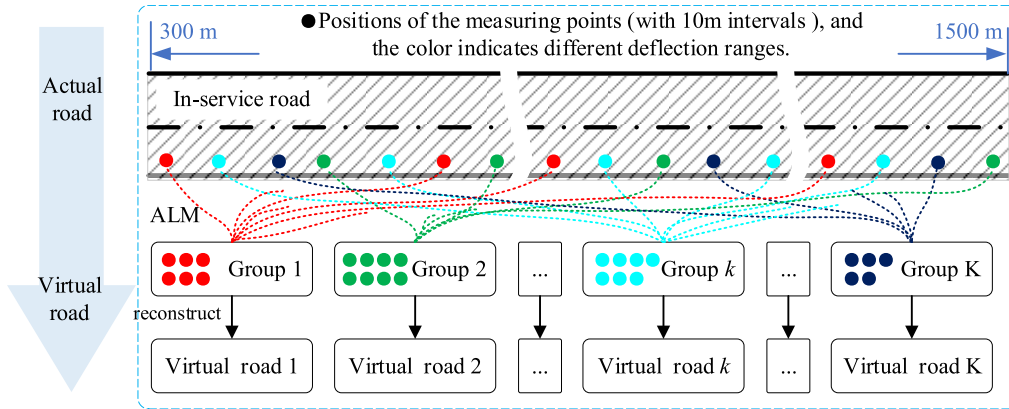 ●Positions of the measuring points (with 10m intervals ), and
the color indicates different deflection ranges.
300 m
1500 m
Actual
road
In-service road
ALM
Group 1
Group 2
...
Group k
...
Group K
Virtual
road
reconstruct
Virtual road 1
Virtual road 2
...
Virtual road k
...
Virtual road K